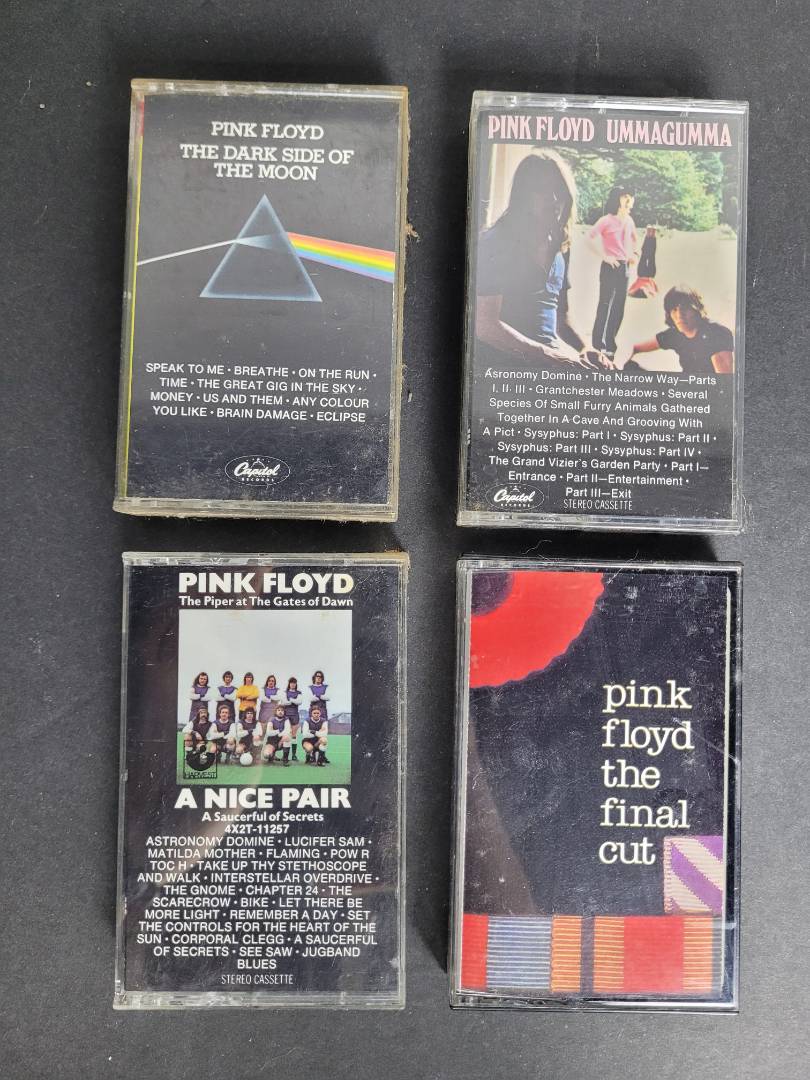 PINK FLOYD
THE DARK SIDE OF
THE MOON
SPEAK TO ME • BREATHE • ON THE RUN •
TIME • THE GREAT GIG IN THE SKY •
MONEY • US AND THEM • ANY COLOUR
YOU LIKE • BRAIN DAMAGE • ECLIPSE
Capitol
RECORDS
PINK FLOYD UMMAGUMMA
Asronomy Domine • The Narrow Way—Parts
I, II, III • Grantchester Meadows • Several
Species Of Small Furry Animals Gathered
Together In A Cave And Grooving With
A Pict • Sysyphus: Part I • Sysyphus: Part II •
Sysyphus: Part III • Sysyphus: Part IV •
The Grand Vizier's Garden Party • Part I—
Entrance • Part II—Entertainment •
Part III—Exit
Capitol
RECORDS
STEREO CASSETTE
PINK FLOYD
The Piper at The Gates of Dawn
A NICE PAIR
A Saucerful of Secrets
4X2T-11257
ASTRONOMY DOMINE • LUCIFER SAM •
MATILDA MOTHER • FLAMING • POW R
TOC H • TAKE UP THY STETHOSCOPE
AND WALK • INTERSTELLAR OVERDRIVE •
THE GNOME • CHAPTER 24 • THE
SCARECROW • BIKE • LET THERE BE
MORE LIGHT • REMEMBER A DAY • SET
THE CONTROLS FOR THE HEART OF THE
SUN • CORPORAL CLEGG • A SAUCERFUL
OF SECRETS • SEE SAW • JUGBAND
BLUES
STEREO CASSETTE
pink
floyd
the
final
cut